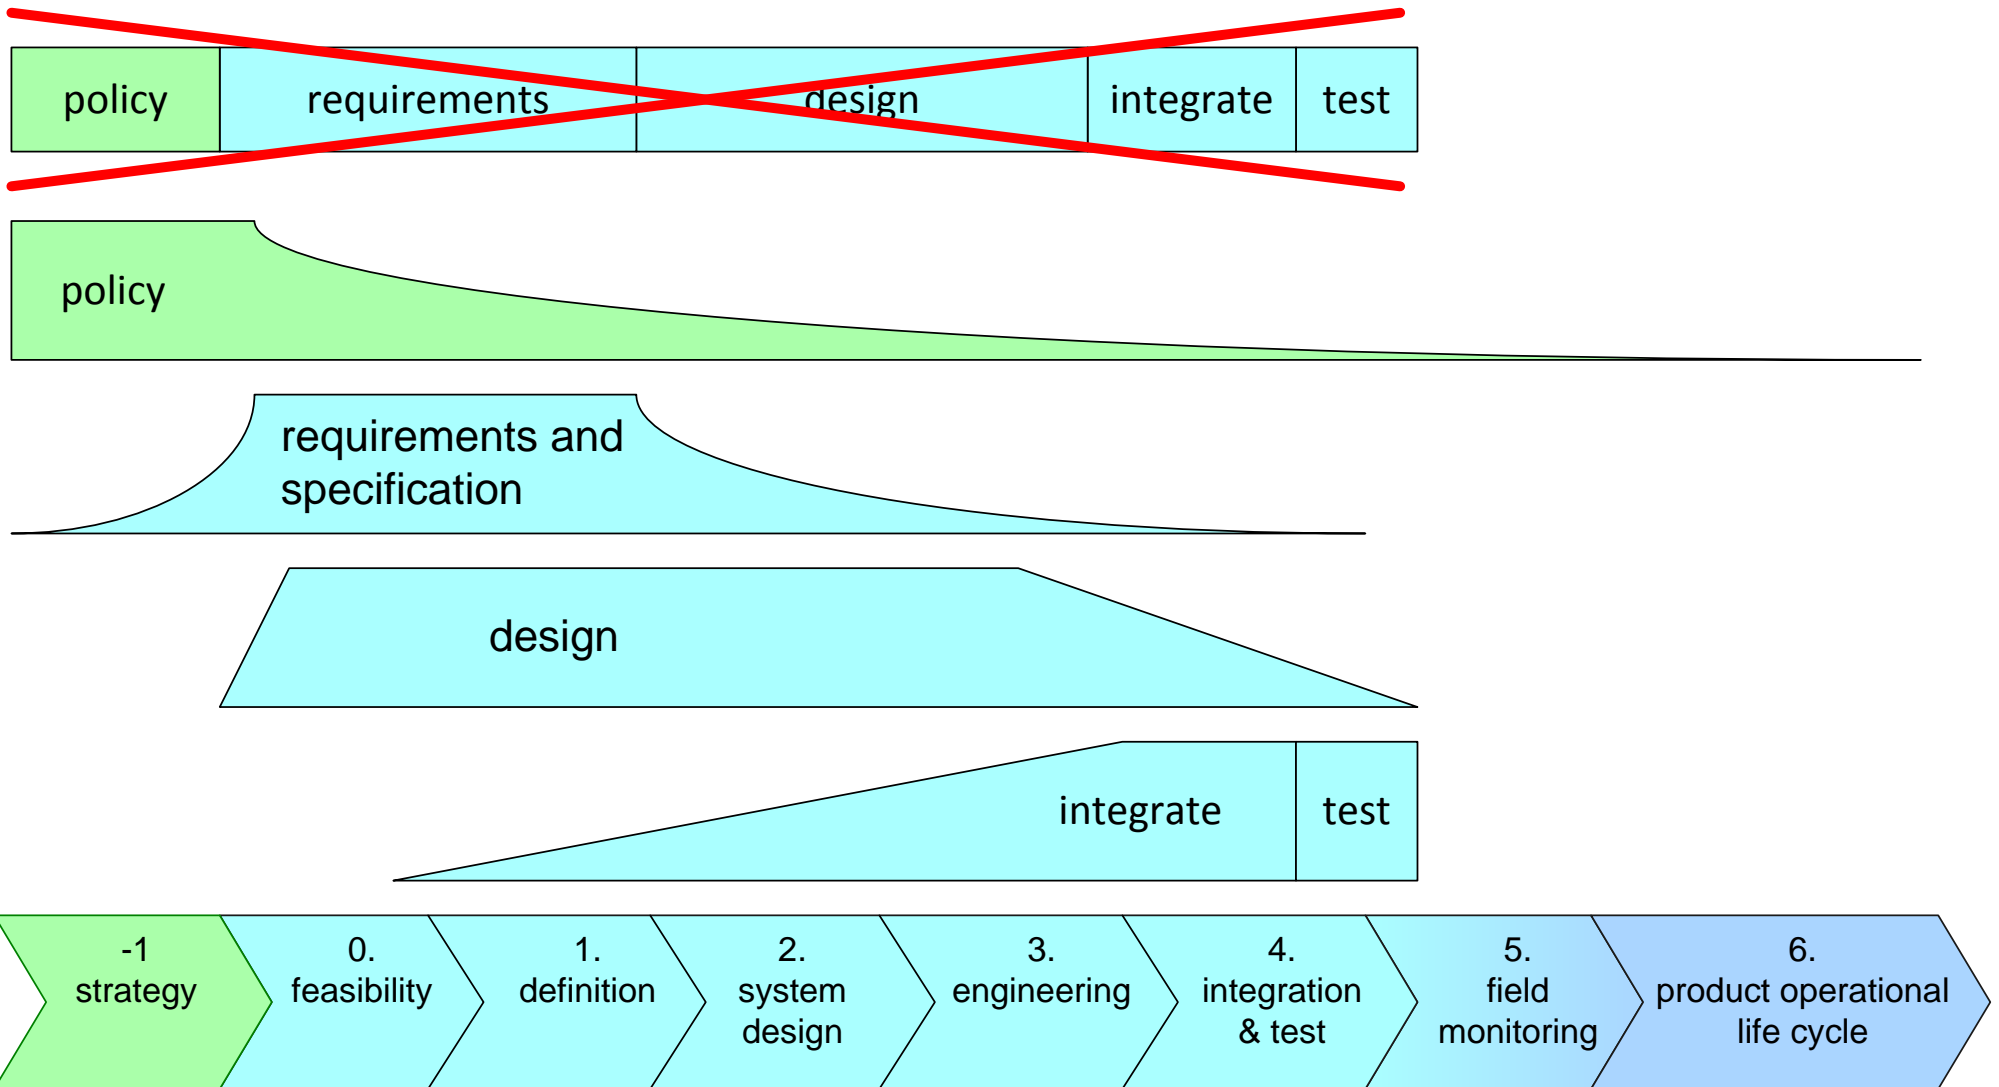 policy
requirements
design
integrate
test
policy
requirements and
specification
design
integrate
test
-1
strategy
0.
feasibility
1.
definition
2.
system
design
3.
engineering
4.
integration
& test
5.
field
monitoring
6.
product operational
life cycle